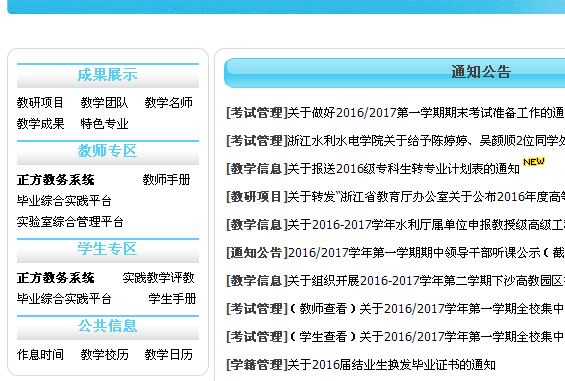 成果展示
教研项目 教学团队 教学名师
教学成果 特色专业
教师专区
正方教务系统 教师手册
毕业综合实践平台
实验室综合管理平台
学生专区
正方教务系统 实践教学评教
毕业综合实践平台 学生手册
公共信息
作息时间 教学校历 教学日历
通知公告
[考试管理]关于做好2016/2017第一学期期末考试准备工作的通
[考试管理]浙江水利水电学院关于给予陈婷婷、吴颜顺2位同学处
[教学信息]关于报送2016级专科生转专业计划表的通知 NEW
[教研项目]关于转发“浙江省教育厅办公室关于公布2016年度高等
[教学信息]关于2016-2017学年水利厅属单位申报教授级高级工程
[通知公告]2016/2017学年第一学期期中领导干部听课公示（截
[教学信息]关于组织开展2016-2017学年第二学期下沙高教园区
[考试管理]（教师查看）关于2016/2017学年第一学期全校集中
[考试管理]（学生查看）关于2016/2017学年第一学期全校集中
[学籍管理]关于2016届结业生换发毕业证书的通知